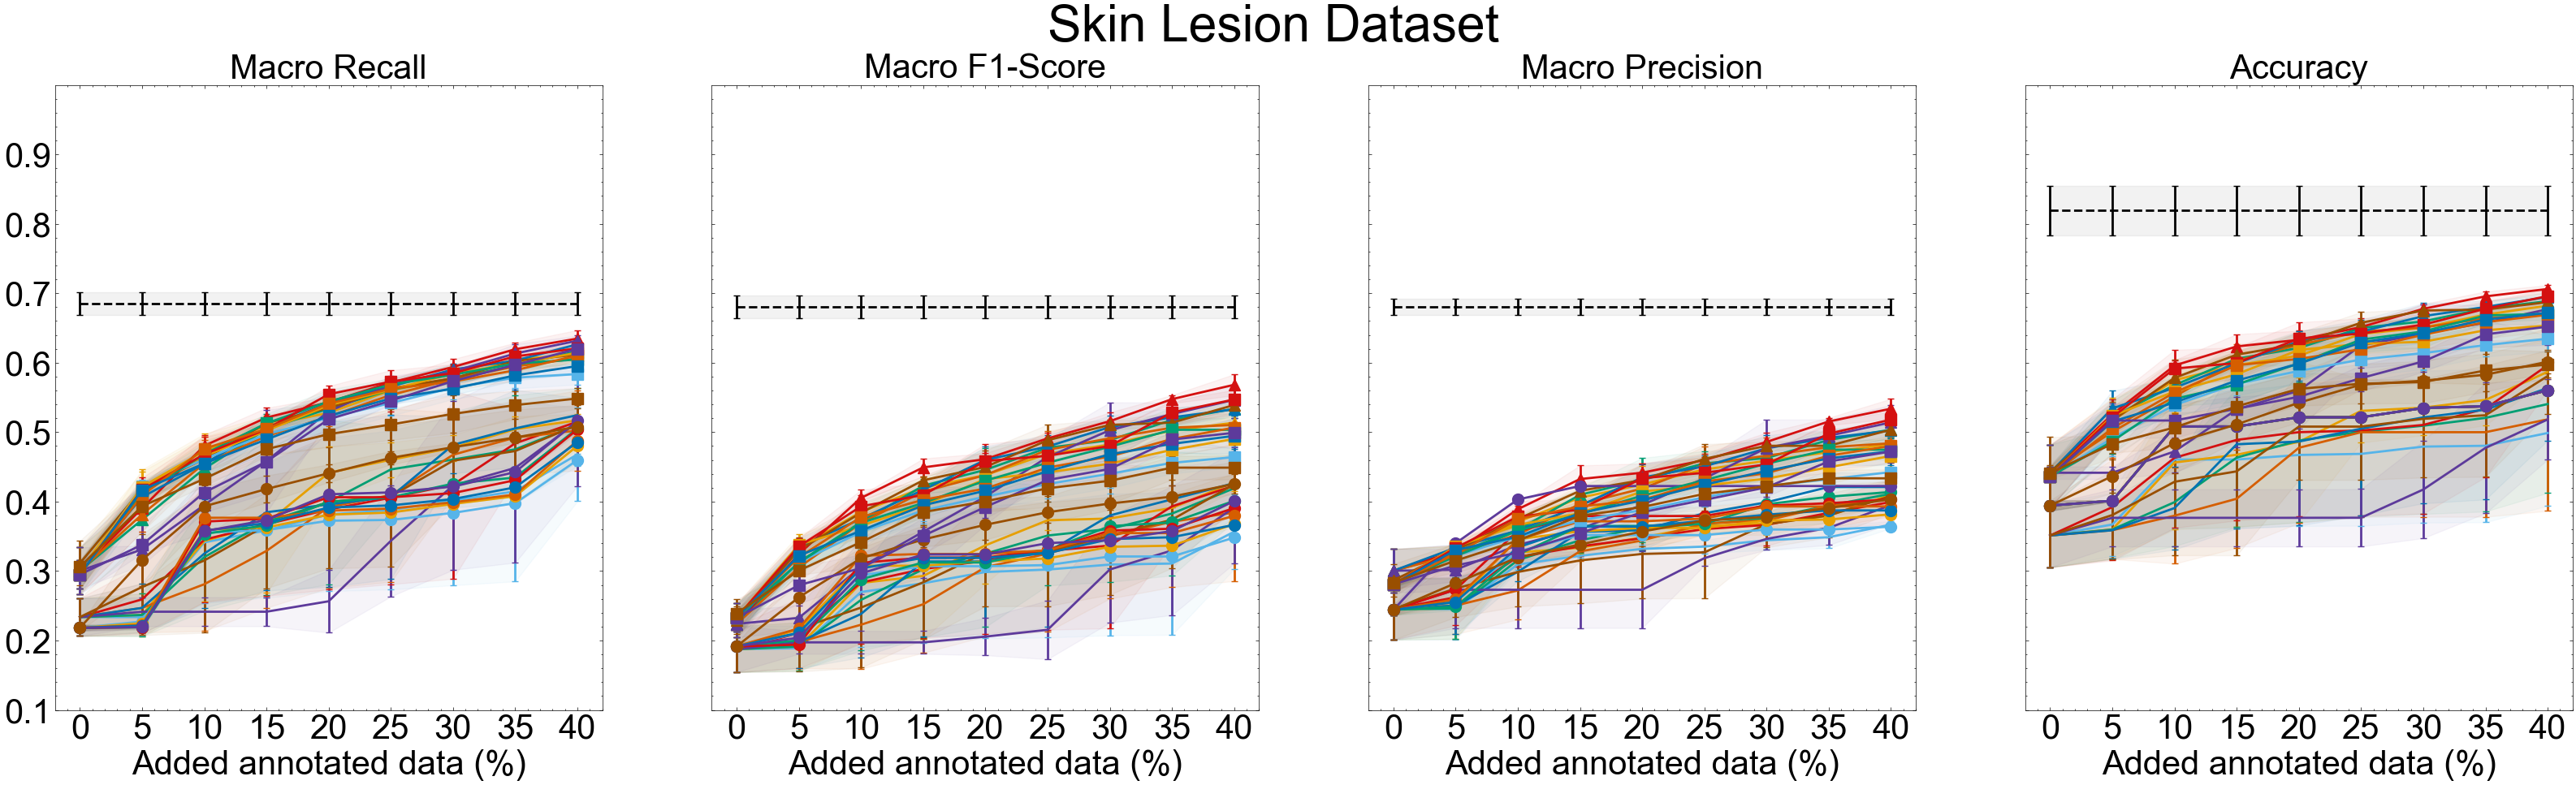 Skin Lesion Dataset
Macro Recall
Macro F1-Score
Macro Precision
Accuracy
0.9
0.8
0.7
0.6
0.5
0.4
0.3
0.2
0.1
0 5 10 15 20 25 30 35 40
0 5 10 15 20 25 30 35 40
0 5 10 15 20 25 30 35 40
0 5 10 15 20 25 30 35 40
Added annotated data (%)
Added annotated data (%)
Added annotated data (%)
Added annotated data (%)